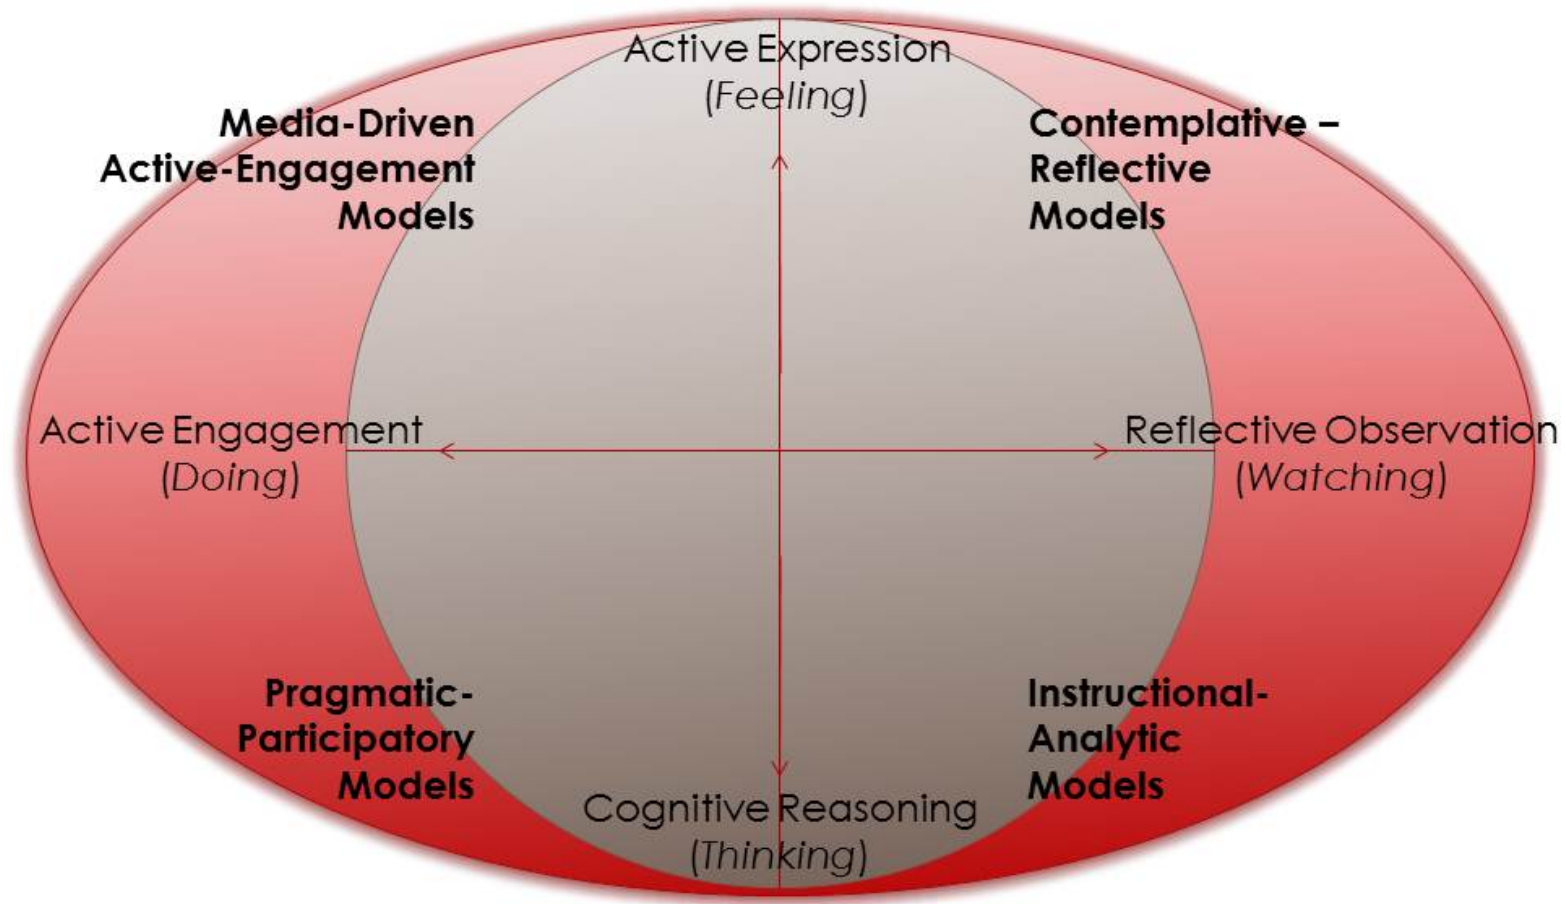 Active Expression
(Feeling)
Media-Driven
Active-Engagement
Models
Contemplative –
Reflective
Models
Active Engagement
(Doing)
Reflective Observation
(Watching)
Pragmatic-
Participatory
Models
Instructional-
Analytic
Models
Cognitive Reasoning
(Thinking)